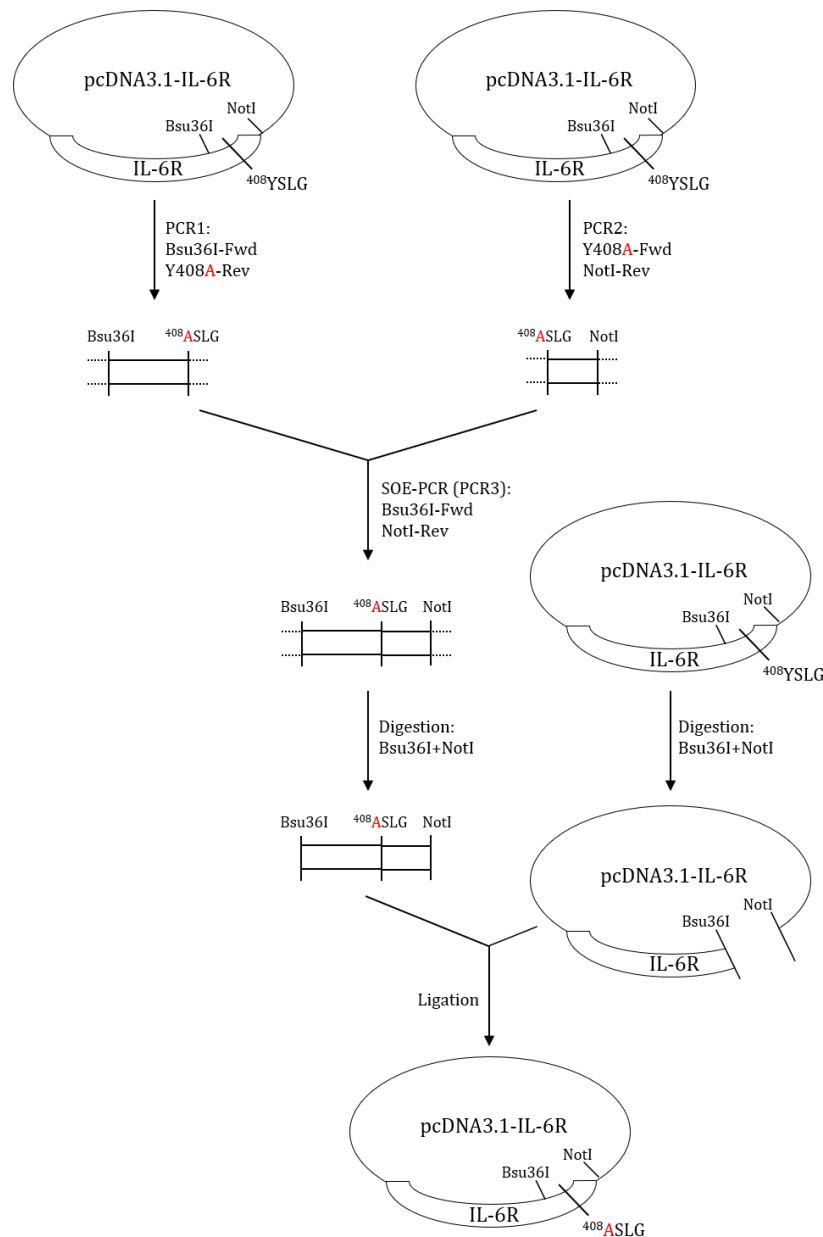 pcDNA3.1-IL-6R
NotI
Bsu36I
IL-6R
⁴⁰⁸YSLG
pcDNA3.1-IL-6R
NotI
Bsu36I
IL-6R
⁴⁰⁸YSLG
PCR1:
Bsu36I-Fwd
Y408A-Rev
PCR2:
Y408A-Fwd
NotI-Rev
Bsu36I ⁴⁰⁸ASLG
⁴⁰⁸ASLG NotI
SOE-PCR (PCR3):
Bsu36I-Fwd
NotI-Rev
pcDNA3.1-IL-6R
NotI
Bsu36I
IL-6R
⁴⁰⁸YSLG
Bsu36I ⁴⁰⁸ASLG NotI
Digestion:
Bsu36I+NotI
Digestion:
Bsu36I+NotI
Bsu36I ⁴⁰⁸ASLG NotI
pcDNA3.1-IL-6R
NotI
Bsu36I
IL-6R
Ligation
pcDNA3.1-IL-6R
NotI
Bsu36I
IL-6R
⁴⁰⁸ASLG